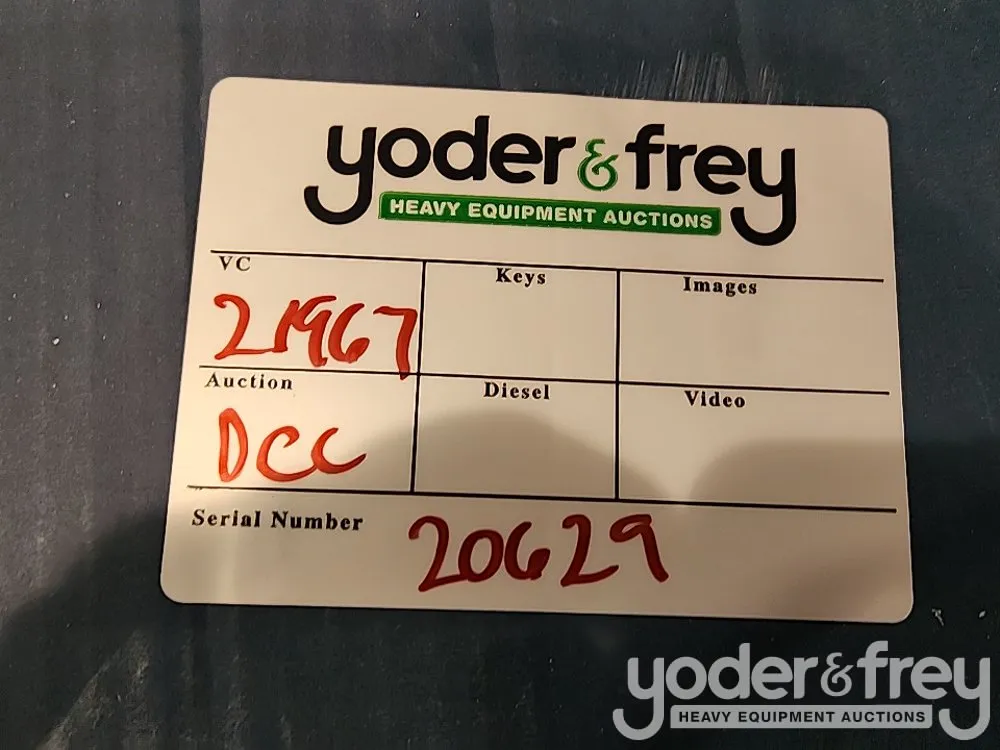 yoder & frey
HEAVY EQUIPMENT AUCTIONS
VC Keys Images
21967
Auction Diesel Video
DCC
Serial Number 20629
yoder & frey
HEAVY EQUIPMENT AUCTIONS